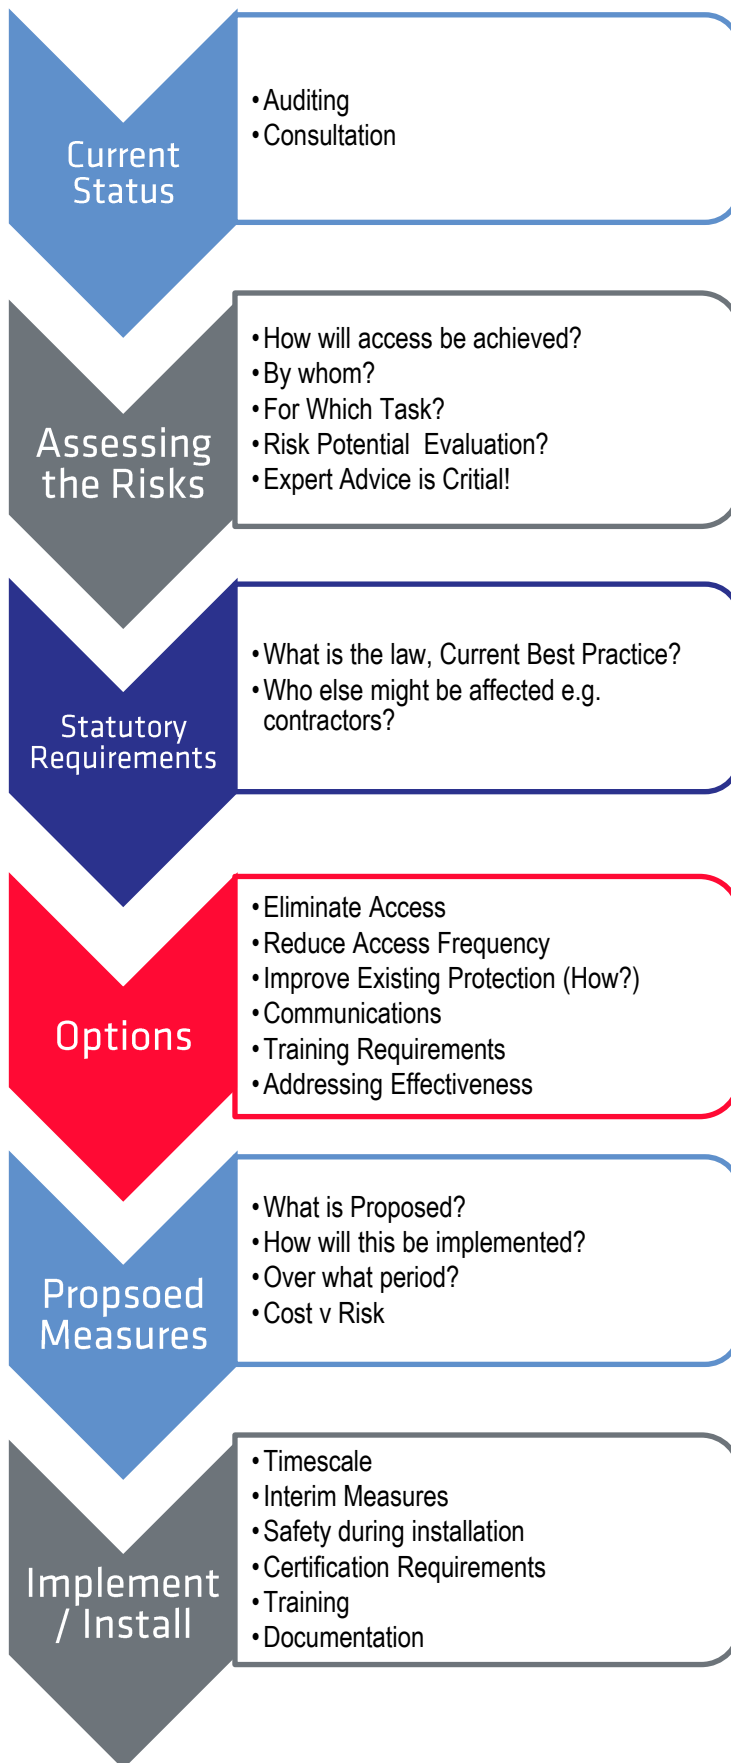 Current
Status
•Auditing
•Consultation
Assessing
the Risks
•How will access be achieved?
•By whom?
•For Which Task?
•Risk Potential  Evaluation?
•Expert Advice is Critial!
Statutory
Requirements
•What is the law, Current Best Practice?
•Who else might be affected e.g.
contractors?
Options
•Eliminate Access
•Reduce Access Frequency
•Improve Existing Protection (How?)
•Communications
•Training Requirements
•Addressing Effectiveness
Propsoed
Measures
•What is Proposed?
•How will this be implemented?
•Over what period?
•Cost v Risk
Implement
/ Install
•Timescale
•Interim Measures
•Safety during installation
•Certification Requirements
•Training
•Documentation